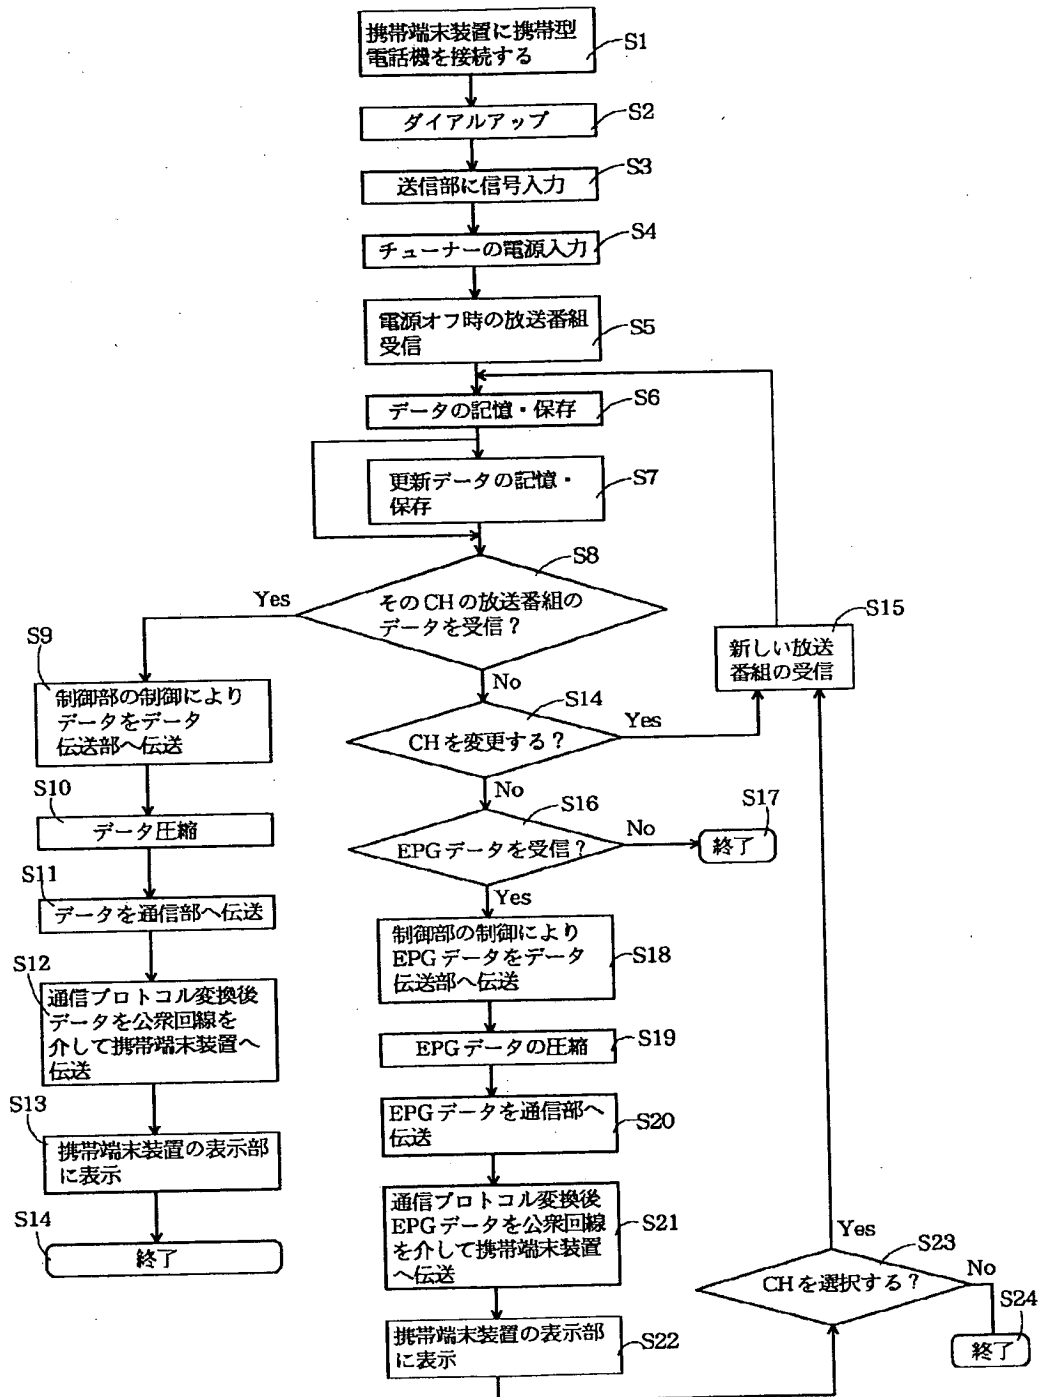 携帯端末装置に携帯型
電話機を接続する
S1
ダイアルアップ
S2
送信部に信号入力
S3
チューナーの電源入力
S4
電源オフ時の放送番組
受信
S5
データの記憶・保存
S6
更新データの記憶・
保存
S7
S8
そのCHの放送番組の
データを受信?
Yes
No
S9
制御部の制御により
データをデータ
伝送部へ伝送
S10
データ圧縮
S11
データを通信部へ伝送
S12
通信プロトコル変換後
データを公衆回線を
介して携帯端末装置へ
伝送
S13
携帯端末装置の表示部
に表示
S14
終了
S14
CHを変更する?
Yes
No
S15
新しい放送
番組の受信
S16
EPGデータを受信?
No
Yes
S17
終了
制御部の制御により
EPGデータをデータ
伝送部へ伝送
S18
EPGデータの圧縮
S19
EPGデータを通信部へ
伝送
S20
通信プロトコル変換後
EPGデータを公衆回線
を介して携帯端末装置
へ伝送
S21
携帯端末装置の表示部
に表示
S22
Yes
S23
CHを選択する?
No
S24
終了